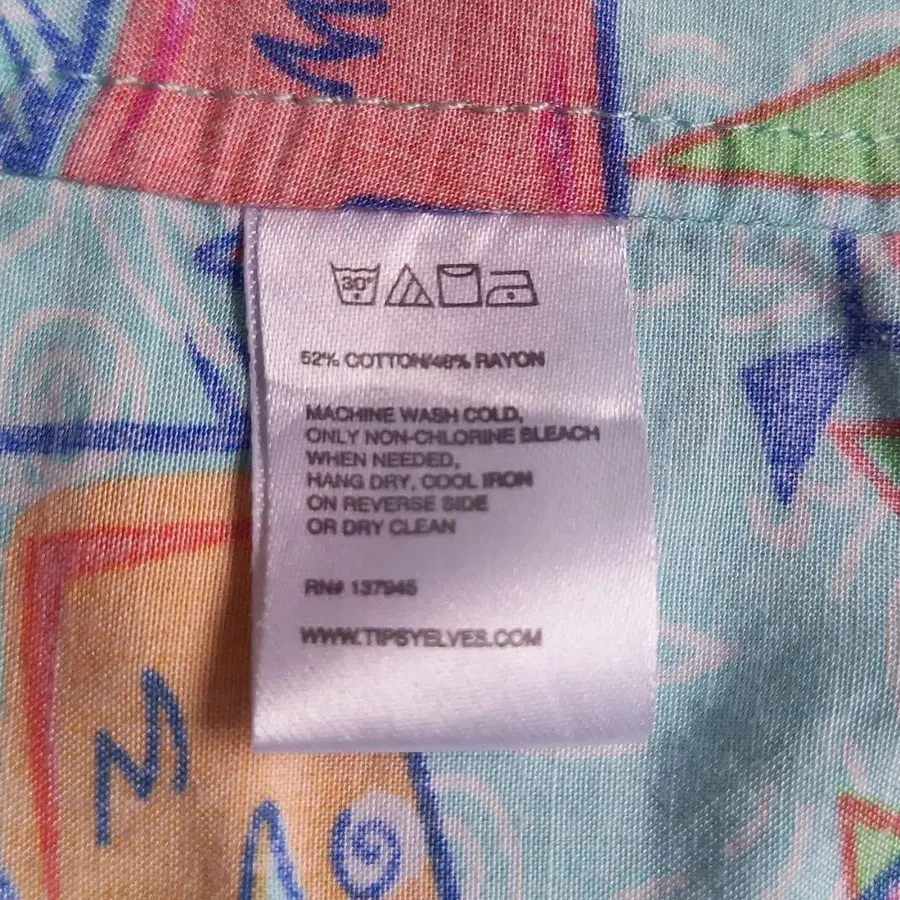 30°
52% COTTON/48% RAYON
MACHINE WASH COLD,
ONLY NON-CHLORINE BLEACH
WHEN NEEDED,
HANG DRY, COOL IRON
ON REVERSE SIDE
OR DRY CLEAN
RN# 137945
WWW.TIPSYELVES.COM